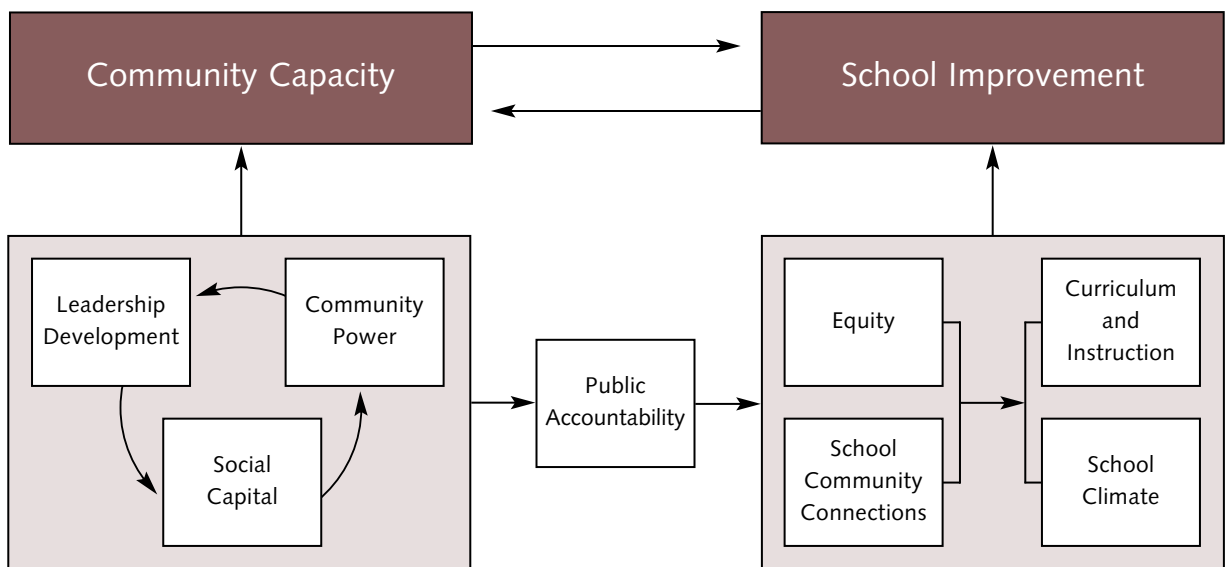 Community Capacity
School Improvement
Leadership
Development
Community
Power
Social
Capital
Public
Accountability
Equity
School
Community
Connections
Curriculum
and
Instruction
School
Climate